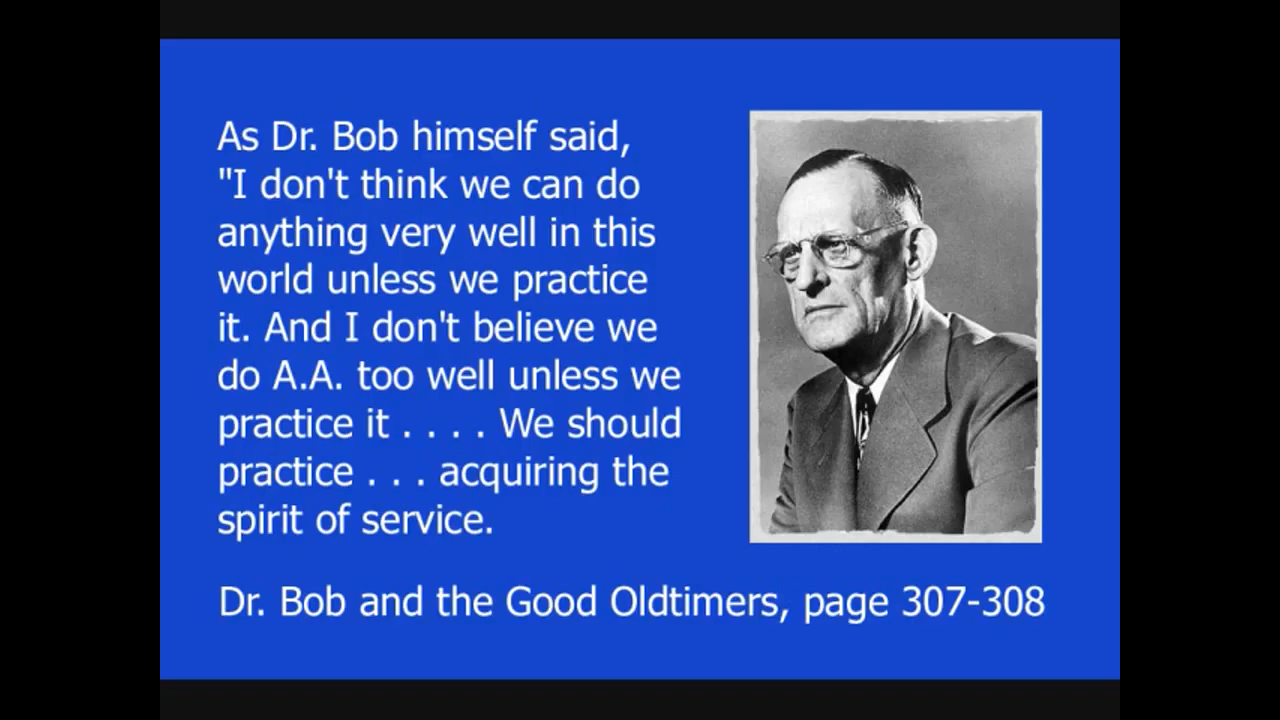 As Dr. Bob himself said,
"I don't think we can do
anything very well in this
world unless we practice
it. And I don't believe we
do A.A. too well unless we
practice it . . . . We should
practice . . . acquiring the
spirit of service.
Dr. Bob and the Good Oldtimers, page 307-308